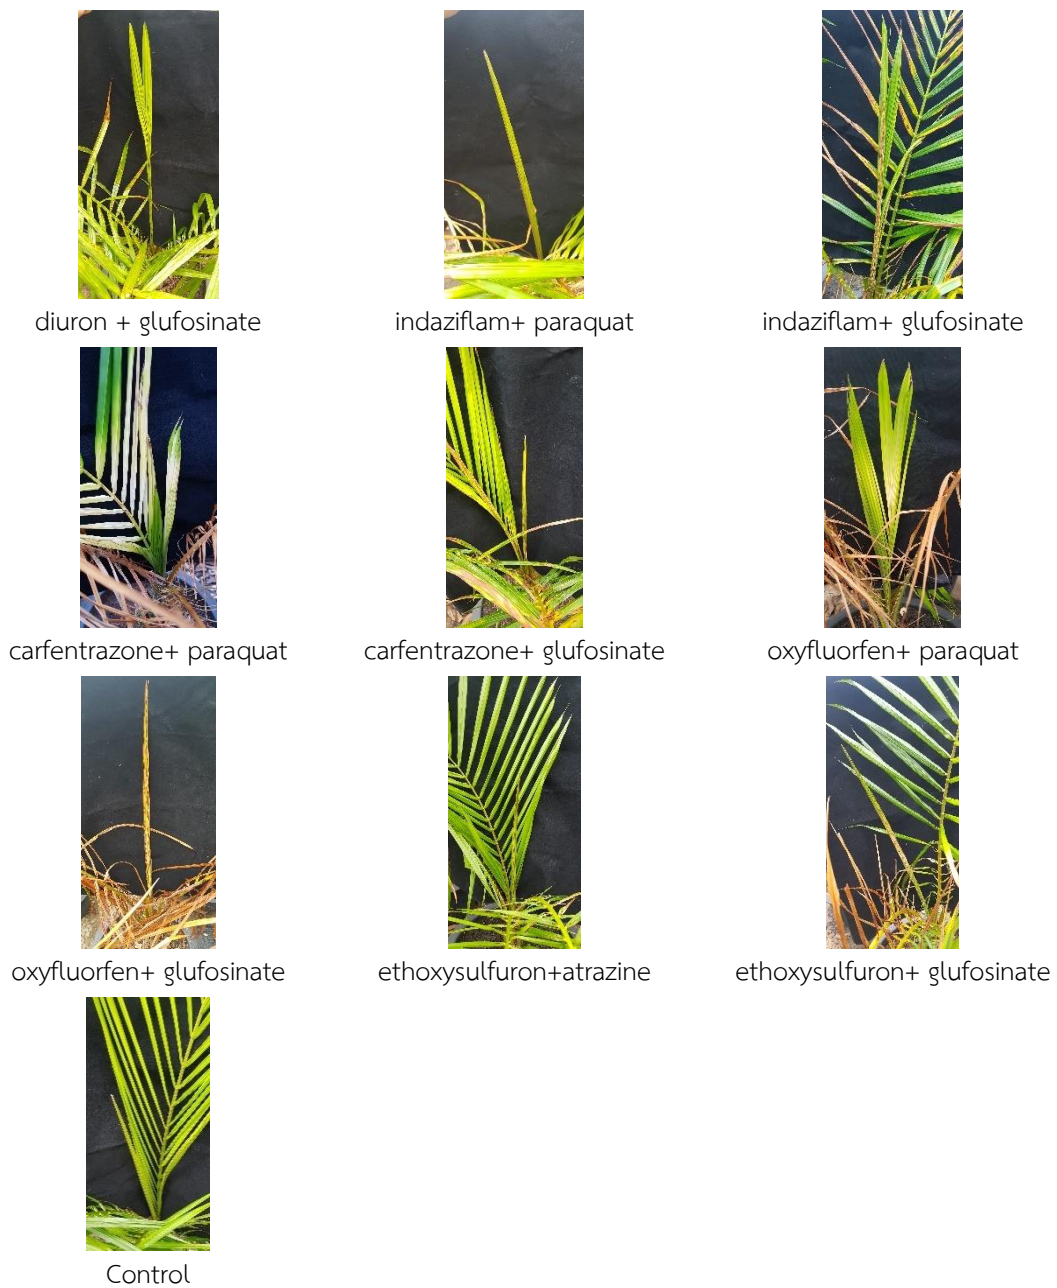 diuron + glufosinate
indaziflam+ paraquat
indaziflam+ glufosinate
carfentrazone+ paraquat
carfentrazone+ glufosinate
oxyfluorfen+ paraquat
oxyfluorfen+ glufosinate
ethoxysulfuron+atrazine
ethoxysulfuron+ glufosinate
Control